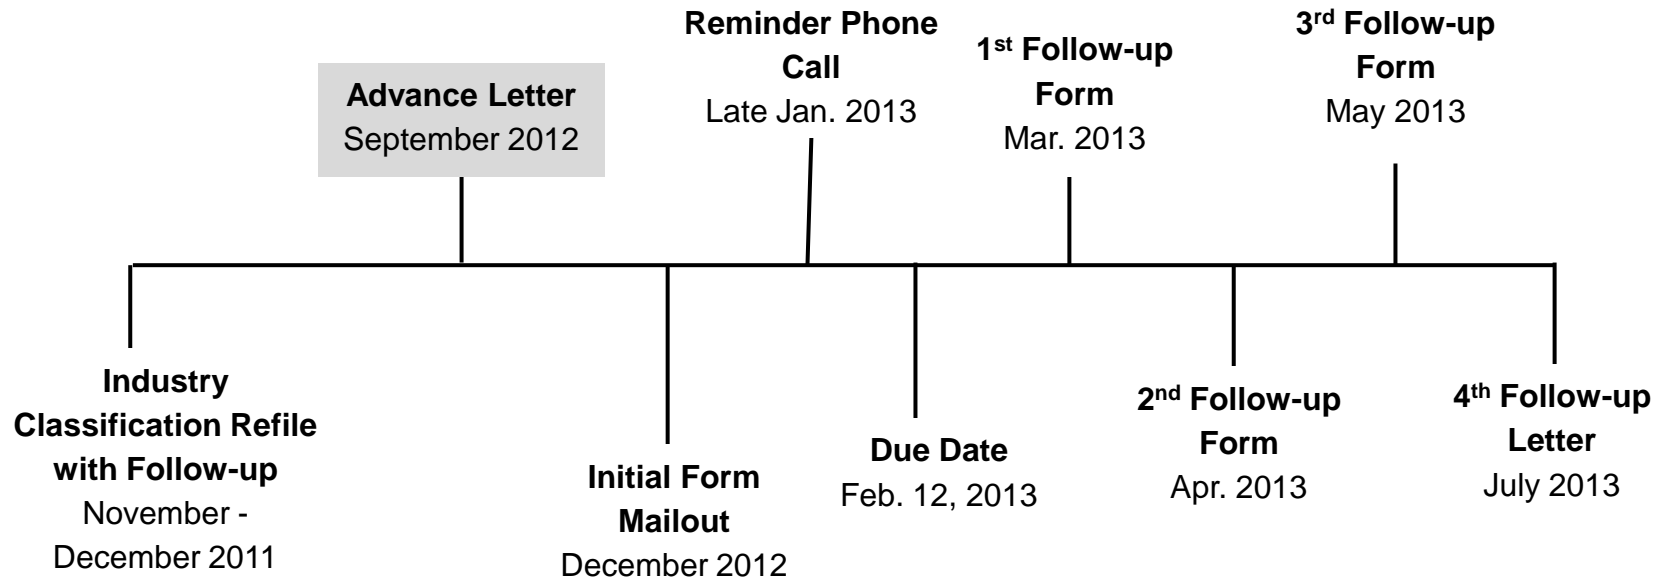 Advance Letter
September 2012
Reminder Phone
Call
Late Jan. 2013
1st Follow-up
Form
Mar. 2013
3rd Follow-up
Form
May 2013
Industry
Classification Refile
with Follow-up
November -
December 2011
Initial Form
Mailout
December 2012
Due Date
Feb. 12, 2013
2nd Follow-up
Form
Apr. 2013
4th Follow-up
Letter
July 2013